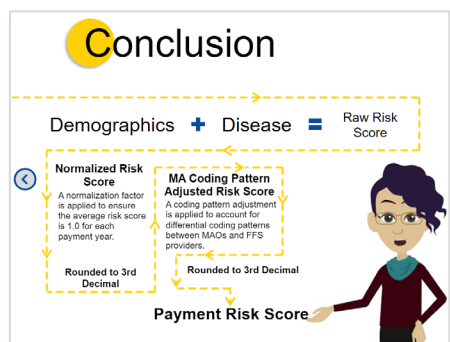 Conclusion
Demographics + Disease = Raw Risk
Score
Normalized Risk
Score
A normalization factor
is applied to ensure
the average risk score
is 1.0 for each
payment year.
Rounded to 3rd
Decimal
MA Coding Pattern
Adjusted Risk Score
A coding pattern adjustment
is applied to account for
differential coding patterns
between MAOs and FFS
providers.
Rounded to 3rd Decimal
Payment Risk Score